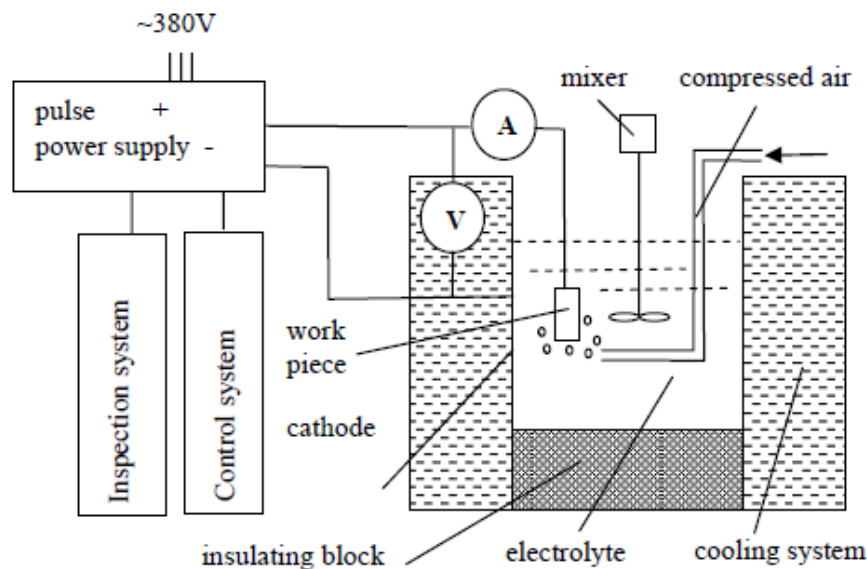 ~380V
mixer
compressed air
pulse +
power supply -
A
V
work
piece
cathode
Inspection system
Control system
insulating block
electrolyte
cooling system